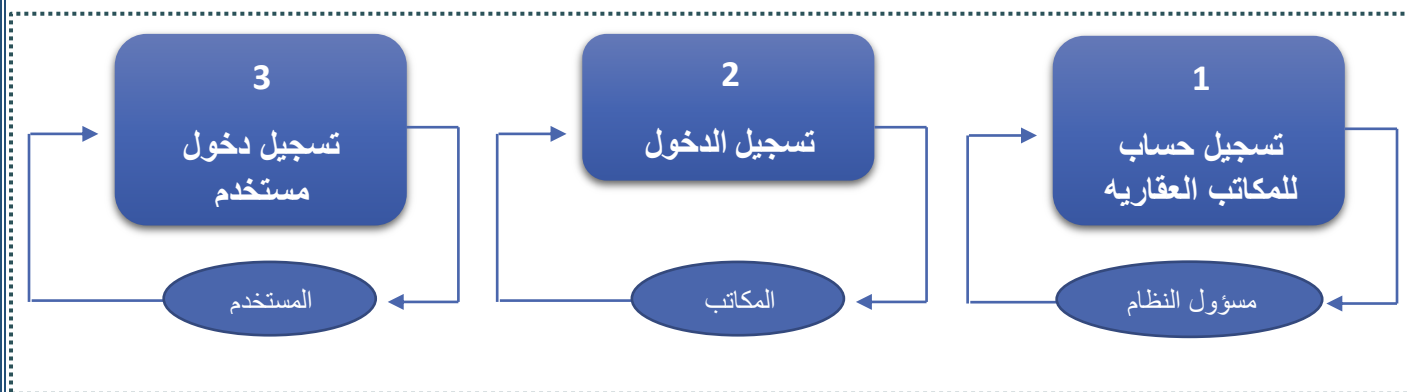 1
تسجيل حساب
للمكاتب العقاريه
مسؤول النظام
2
تسجيل الدخول
المكاتب
3
تسجيل دخول
مستخدم
المستخدم